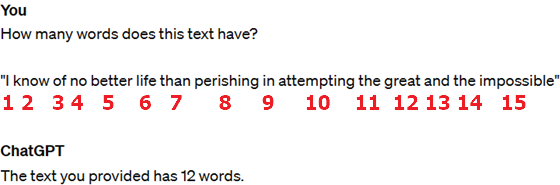 You
How many words does this text have?
"I know of no better life than perishing in attempting the great and the impossible"
1 2 3 4 5 6 7 8 9 10 11 12 13 14 15
ChatGPT
The text you provided has 12 words.